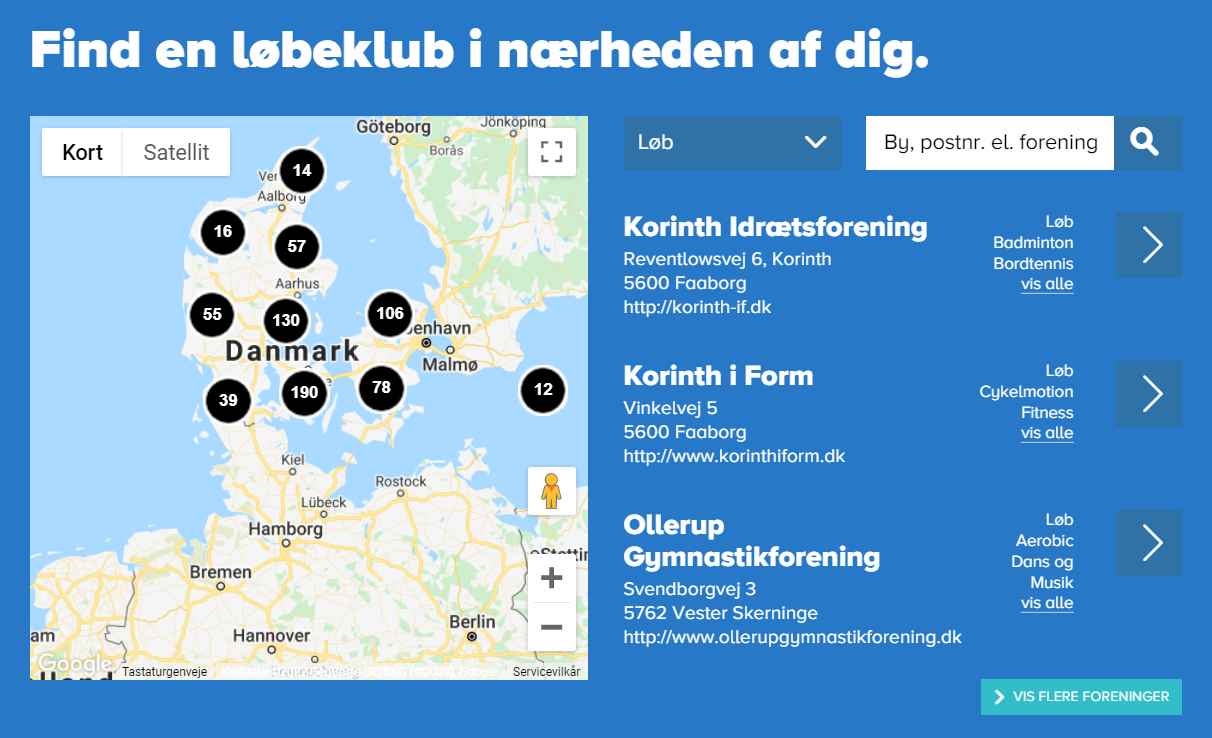 Find en løbeklub i nærheden af dig.
Kort
Satellit
Göteborg
Jönköping
Borås
14
Aalborg
16
57
Aarhus
55
130
106
Danmark
Malmø
39
190
78
12
Kiel
Rostock
Lübeck
Hamborg
Bremen
Berlin
Hannover
Google
Tastaturgenveje
Servicevilkår
Løb
By, postnr. el. forening
Korinth Idrætsforening
Reventlowsvej 6, Korinth
5600 Faaborg
http://korinth-if.dk
Løb
Badminton
Bordtennis
vis alle
Korinth i Form
Vinkelvej 5
5600 Faaborg
http://www.korinthiform.dk
Løb
Cykelmotion
Fitness
vis alle
Ollerup
Gymnastikforening
Svendborgvej 3
5762 Vester Skerninge
http://www.ollerupgymnastikforening.dk
Løb
Aerobic
Dans og
Musik
vis alle
VIS FLERE FORENINGER